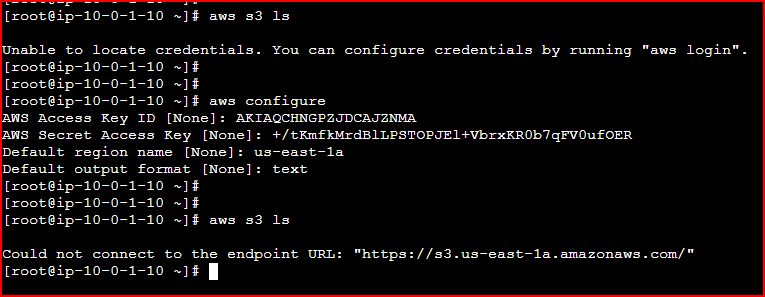 [root@ip-10-0-1-10 ~]# aws s3 ls
Unable to locate credentials. You can configure credentials by running "aws login".
[root@ip-10-0-1-10 ~]#
[root@ip-10-0-1-10 ~]#
[root@ip-10-0-1-10 ~]# aws configure
AWS Access Key ID [None]: AKIAQCHNGPZJDCAJZNMA
AWS Secret Access Key [None]: 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
Default region name [None]: us-east-1a
Default output format [None]: text
[root@ip-10-0-1-10 ~]#
[root@ip-10-0-1-10 ~]#
[root@ip-10-0-1-10 ~]# aws s3 ls
Could not connect to the endpoint URL: "https://s3.us-east-1a.amazonaws.com/"
[root@ip-10-0-1-10 ~]#